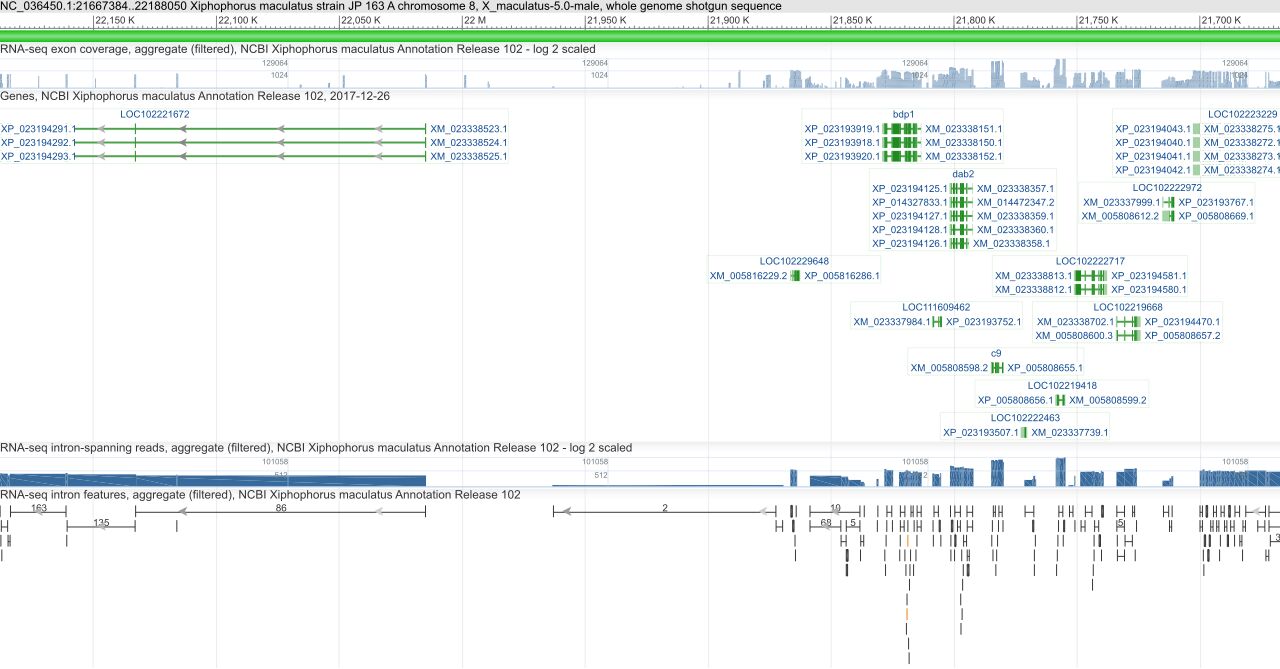 NC_036450.1:21667384..22188050 Xiphophorus maculatus strain JP 163 A chromosome 8, X_maculatus-5.0-male, whole genome shotgun sequence
22,150 K 22,100 K 22,050 K 22 M 21,950 K 21,900 K 21,850 K 21,800 K 21,750 K 21,700 K
RNA-seq exon coverage, aggregate (filtered), NCBI Xiphophorus maculatus Annotation Release 102 - log 2 scaled
129064 129064 129064 129064
1024 1024 1024 1024
Genes, NCBI Xiphophorus maculatus Annotation Release 102, 2017-12-26
LOC102221672 bdp1 LOC102223229
XP_023194291.1 XM_023338523.1 XP_023193919.1 XM_023338151.1 XP_023194043.1 XM_023338275.1
XP_023194292.1 XM_023338524.1 XP_023193918.1 XM_023338150.1 XP_023194040.1 XM_023338272.1
XP_023194293.1 XM_023338525.1 XP_023193920.1 XM_023338152.1 XP_023194041.1 XM_023338273.1
XP_023194042.1 XM_023338274.1
dab2 LOC102222972
XP_023194125.1 XM_023338357.1
XP_014327833.1 XM_014472347.2 XM_023337999.1 XP_023193767.1
XP_023194127.1 XM_023338359.1 XM_005808612.2 XP_005808669.1
XP_023194128.1 XM_023338360.1
XP_023194126.1 XM_023338358.1
LOC102229648 LOC102222717
XM_005816229.2 XP_005816286.1 XM_023338813.1 XP_023194581.1
XM_023338812.1 XP_023194580.1
LOC111609462 LOC102219668
XM_023337984.1 XP_023193752.1 XM_023338702.1 XP_023194470.1
XM_005808600.3 XP_005808657.2
c9
XM_005808598.2 XP_005808655.1
LOC102219418
XP_005808656.1 XM_005808599.2
LOC102222463
XP_023193507.1 XM_023337739.1
RNA-seq intron-spanning reads, aggregate (filtered), NCBI Xiphophorus maculatus Annotation Release 102 - log 2 scaled
101058 101058 101058 101058
512 512
RNA-seq intron features, aggregate (filtered), NCBI Xiphophorus maculatus Annotation Release 102
163 86 2 19
135 68 5 5